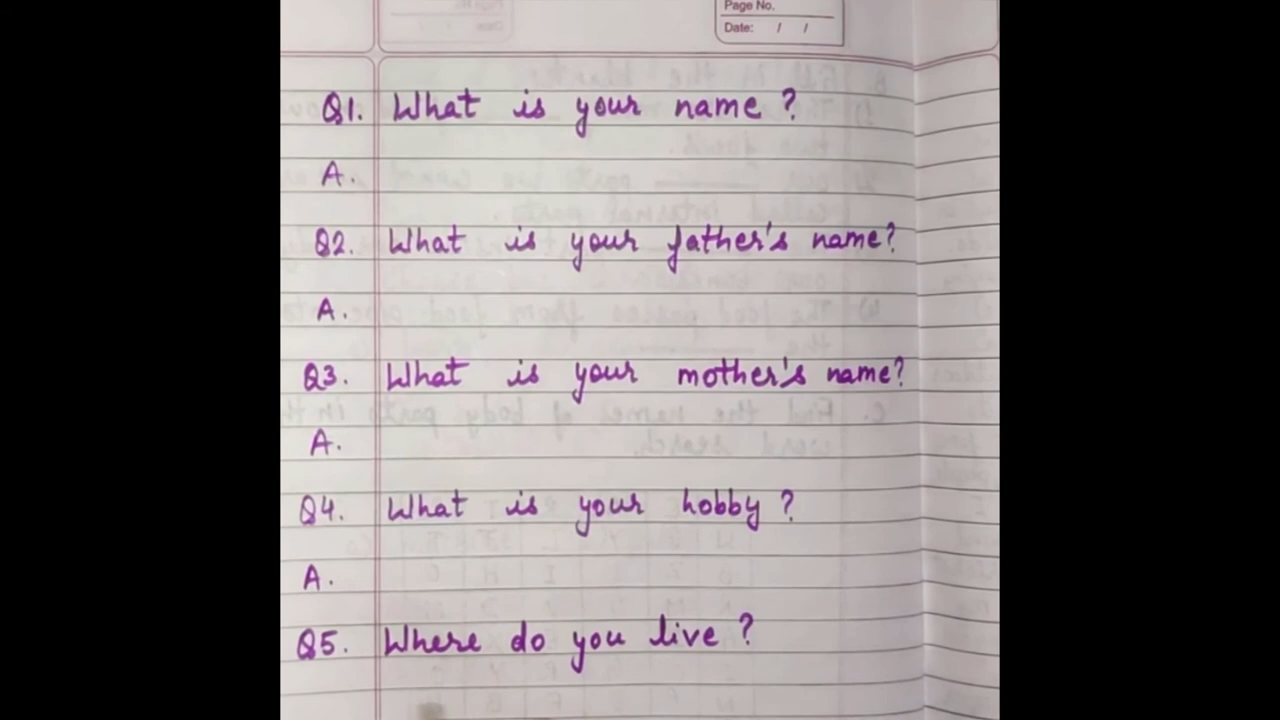 Page No.
Date: / /
Q1. What is your name ?
A.
Q2. What is your father's name?
A.
Q3. What is your mother's name?
A.
Q4. What is your hobby ?
A.
Q5. Where do you live ?